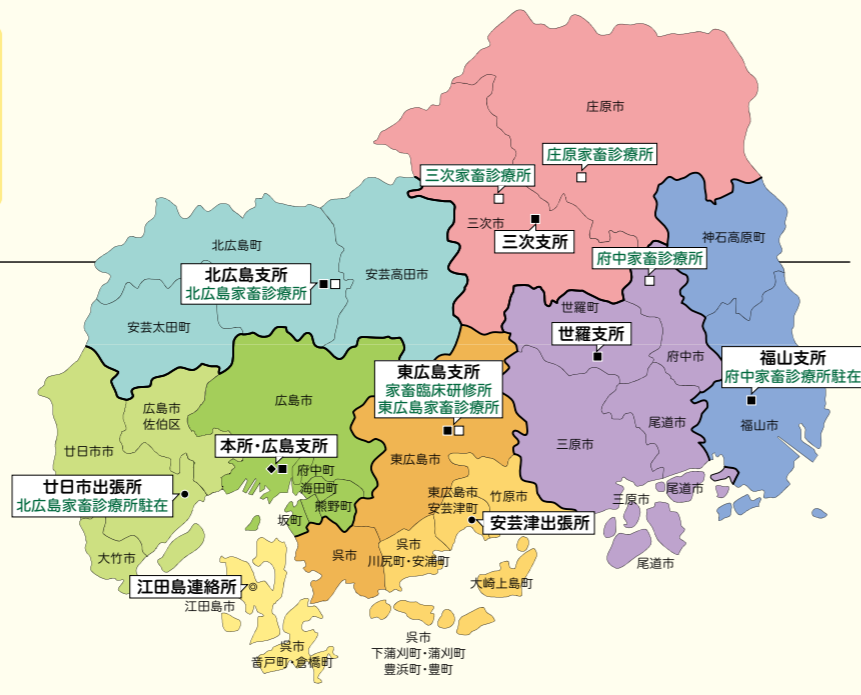 庄原市
庄原家畜診療所
三次家畜診療所
三次市
三次支所
神石高原町
府中家畜診療所
北広島町
北広島支所
北広島家畜診療所
安芸高田市
安芸太田町
世羅町
世羅支所
府中市
福山支所
府中家畜診療所駐在
福山市
尾道市
三原市
東広島支所
家畜臨床研修所
東広島家畜診療所
東広島市
広島市
広島市
佐伯区
廿日市市
本所・広島支所
府中町
海田町
熊野町
坂町
廿日市出張所
北広島家畜診療所駐在
大竹市
東広島市
安芸津町
竹原市
安芸津出張所
三原市
尾道市
尾道市
呉市
呉市
川尻町・安浦町
大崎上島町
江田島連絡所
江田島市
呉市
音戸町・倉橋町
呉市
下蒲刈町・蒲刈町
豊浜町・豊町